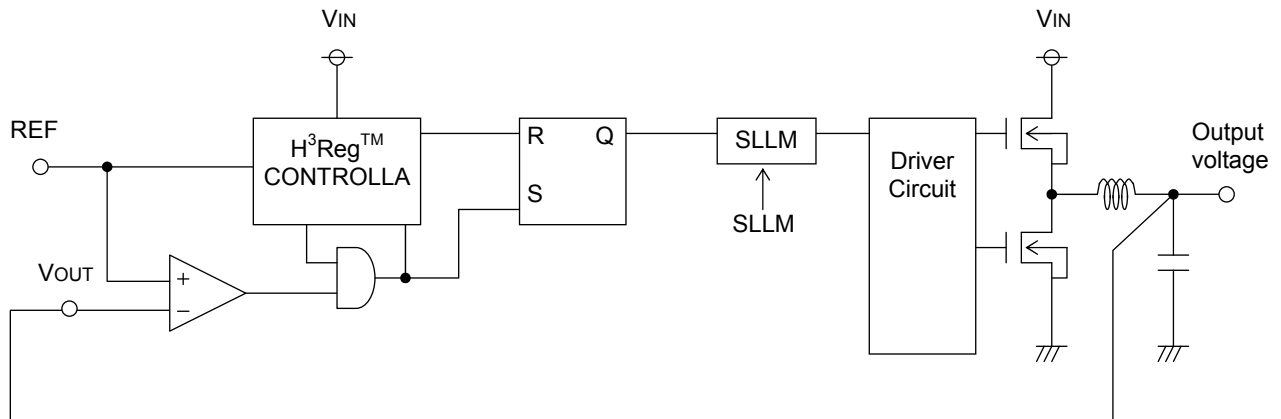 VIN
VIN
REF
H³Reg™
CONTROLLA
R
Q
S
SLLM
SLLM
Driver
Circuit
Output
voltage
VOUT
+
−